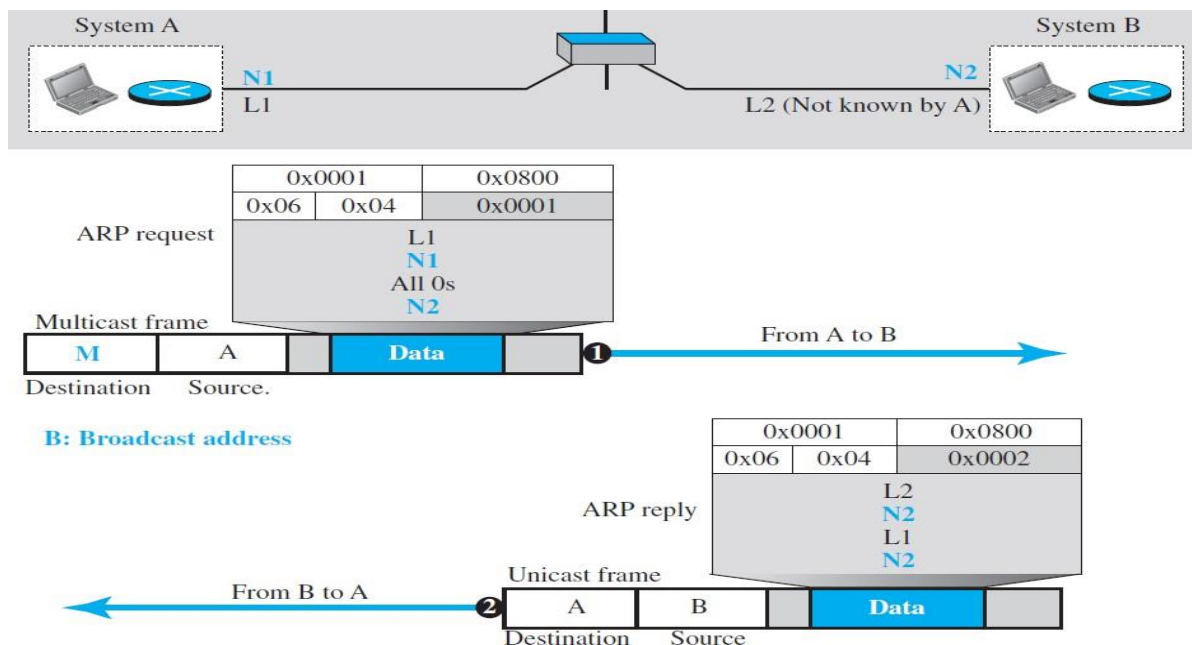 System A
System B
N1
N2
L1
L2 (Not known by A)
0x0001 0x0800
0x06 0x04 0x0001
ARP request
L1
N1
All 0s
N2
Multicast frame
M A Data
1
From A to B
Destination Source.
B: Broadcast address
0x0001 0x0800
0x06 0x04 0x0002
ARP reply
L2
N2
L1
N2
Unicast frame
From B to A
2
A B Data
Destination Source